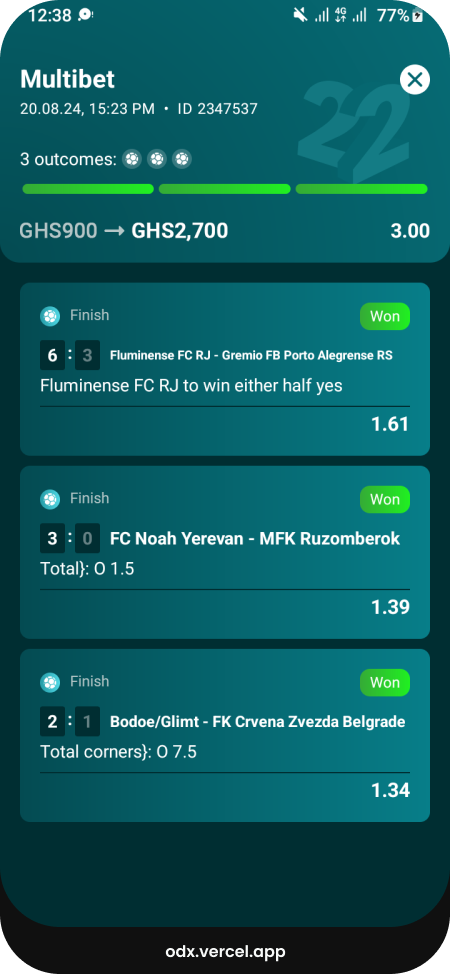 12:38 4G 77%
Multibet
22
20.08.24, 15:23 PM • ID 2347537
3 outcomes:
GHS900 → GHS2,700 3.00
Finish Won
6 : 3 Fluminense FC RJ - Gremio FB Porto Alegrense RS
Fluminense FC RJ to win either half yes
1.61
Finish Won
3 : 0 FC Noah Yerevan - MFK Ruzomberok
Total}: O 1.5
1.39
Finish Won
2 : 1 Bodoe/Glimt - FK Crvena Zvezda Belgrade
Total corners}: O 7.5
1.34
odx.vercel.app